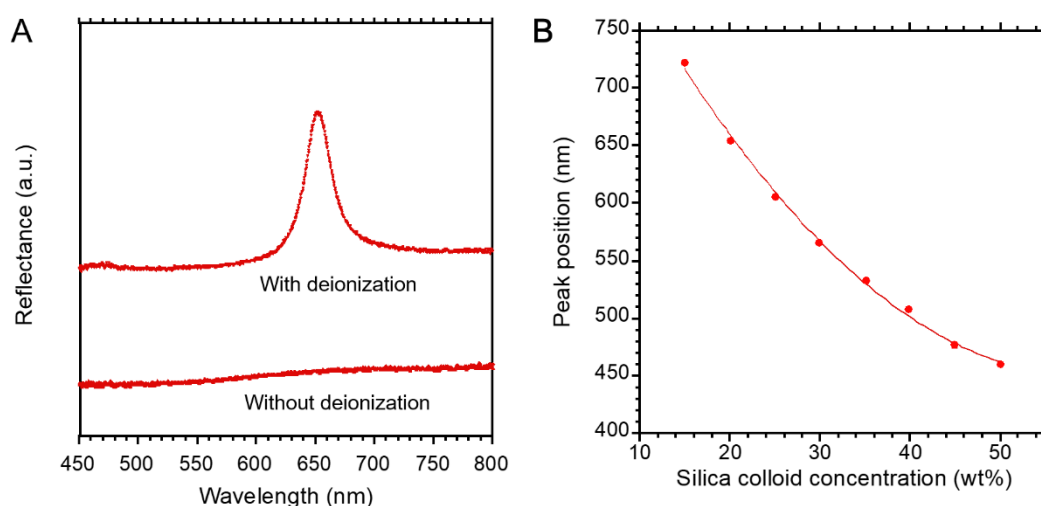 A
Reflectance (a.u.)
With deionization
Without deionization
450 500 550 600 650 700 750 800
Wavelength (nm)
B
Peak position (nm)
750
700
650
600
550
500
450
400
10 20 30 40 50
Silica colloid concentration (wt%)